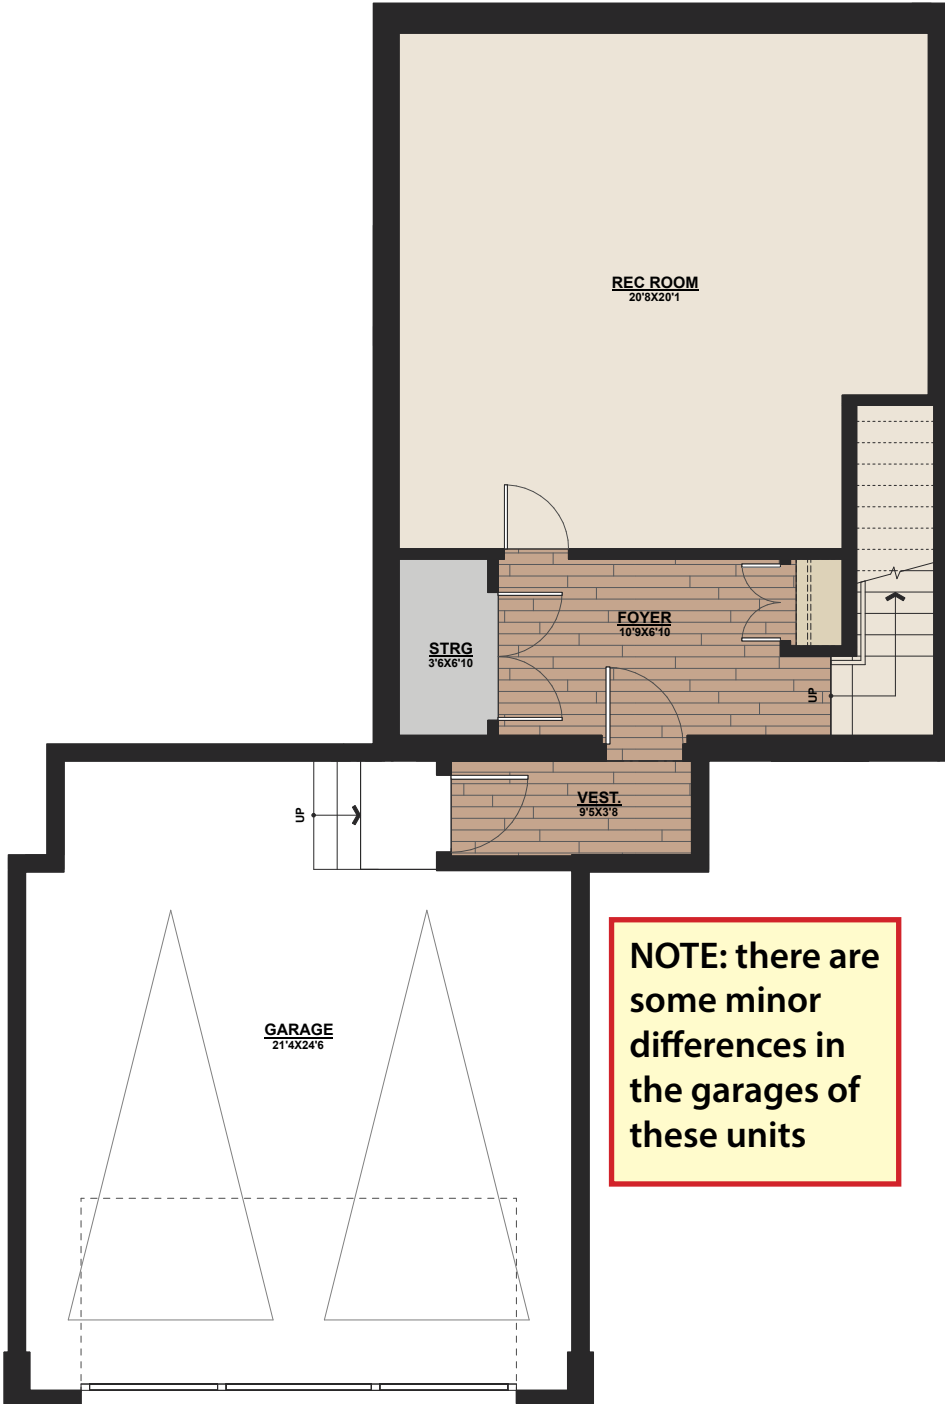 REC ROOM
20'8X20'1
FOYER
10'9X6'10
STRG
3'6X6'10
UP
VEST.
9'5X3'8
UP
GARAGE
21'4X24'6
NOTE: there are
some minor
differences in
the garages of
these units